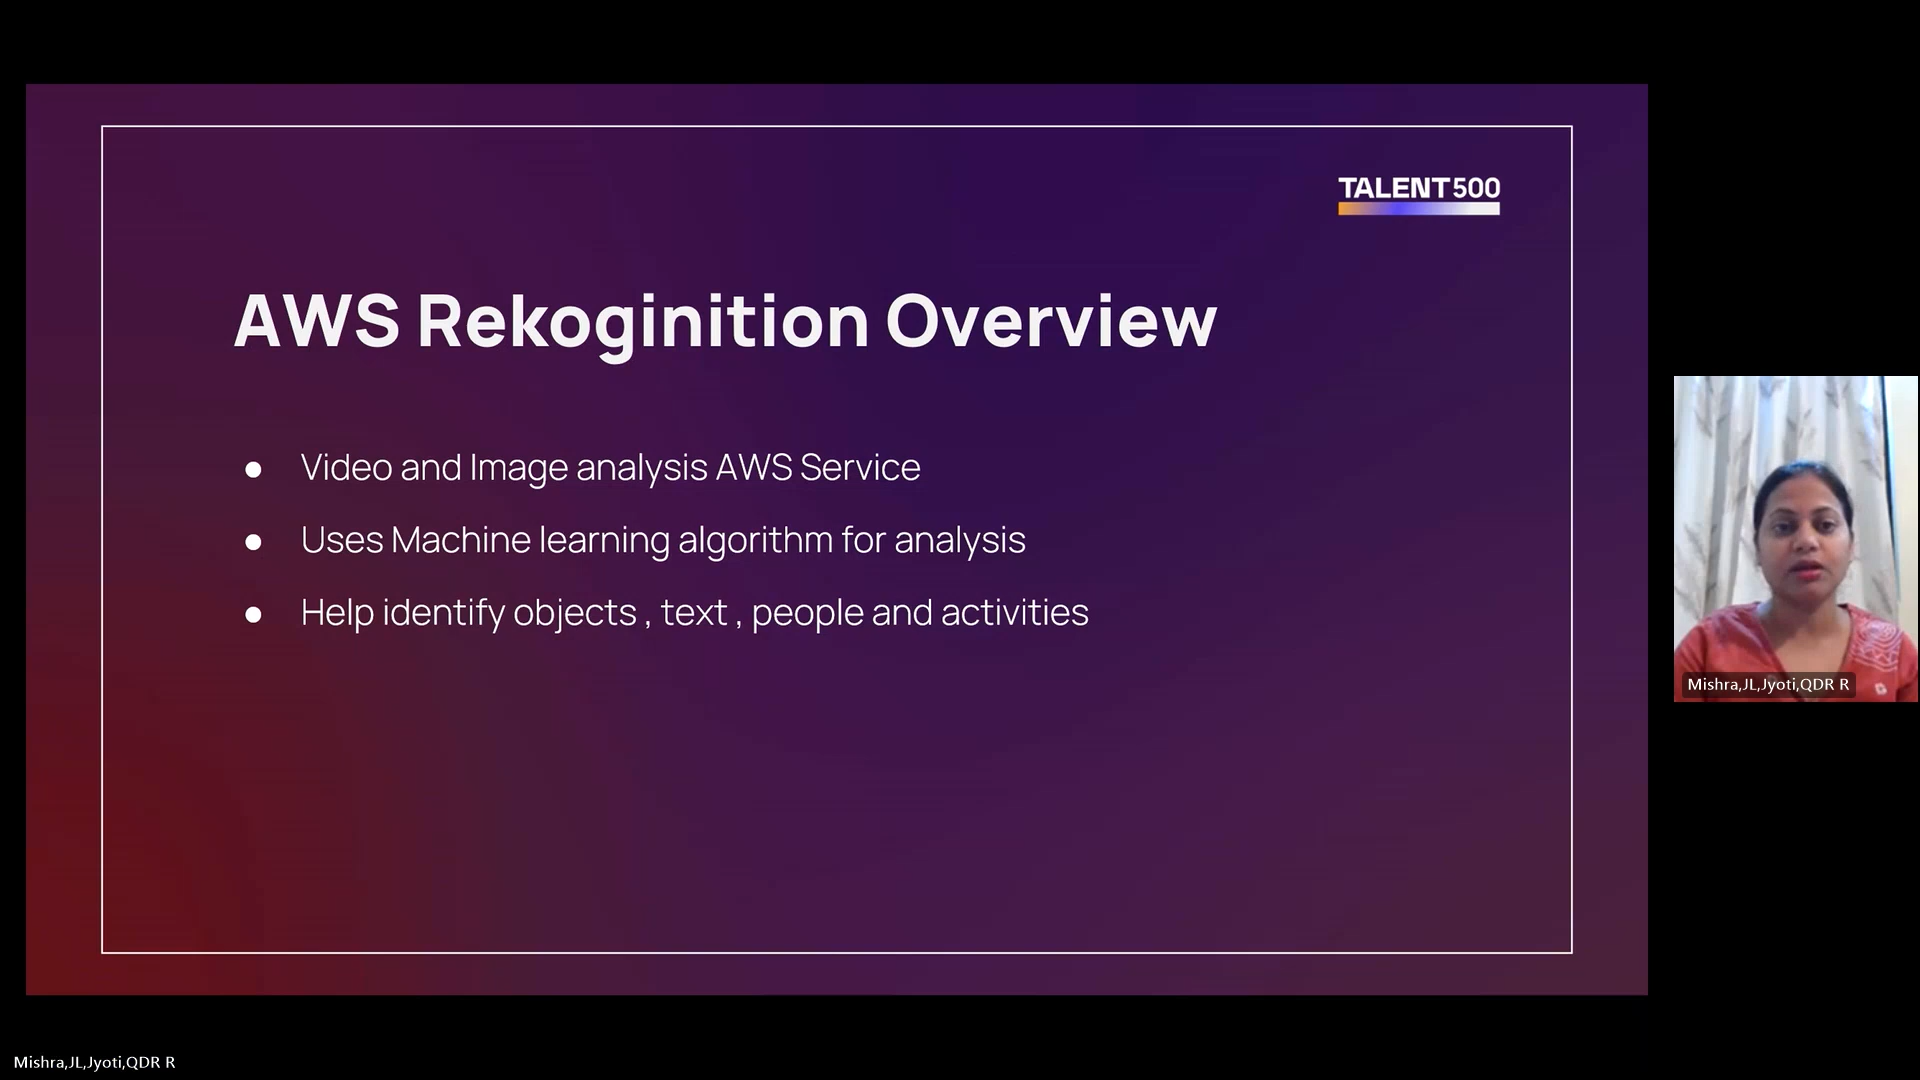 TALENT500
AWS Rekoginition Overview
● Video and Image analysis AWS Service
● Uses Machine learning algorithm for analysis
● Help identify objects , text , people and activities
Mishra,JL,Jyoti,QDR R
Mishra,JL,Jyoti,QDR R